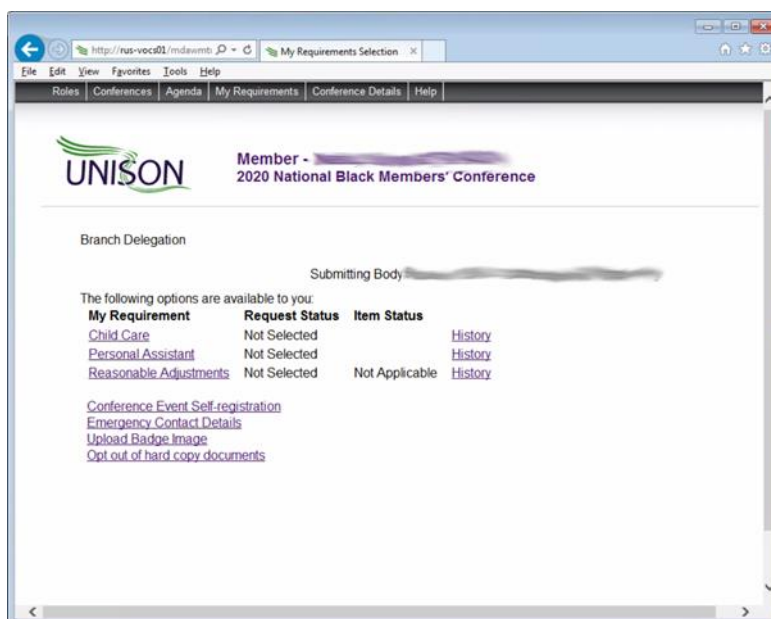 http://rus-vocs01/mdawmt
My Requirements Selection
File Edit View Favorites Tools Help
Roles Conferences Agenda My Requirements Conference Details Help
UNISON
Member -
2020 National Black Members' Conference
Branch Delegation
Submitting Body
The following options are available to you:
My Requirement Request Status Item Status
Child Care Not Selected History
Personal Assistant Not Selected History
Reasonable Adjustments Not Selected Not Applicable History
Conference Event Self-registration
Emergency Contact Details
Upload Badge Image
Opt out of hard copy documents